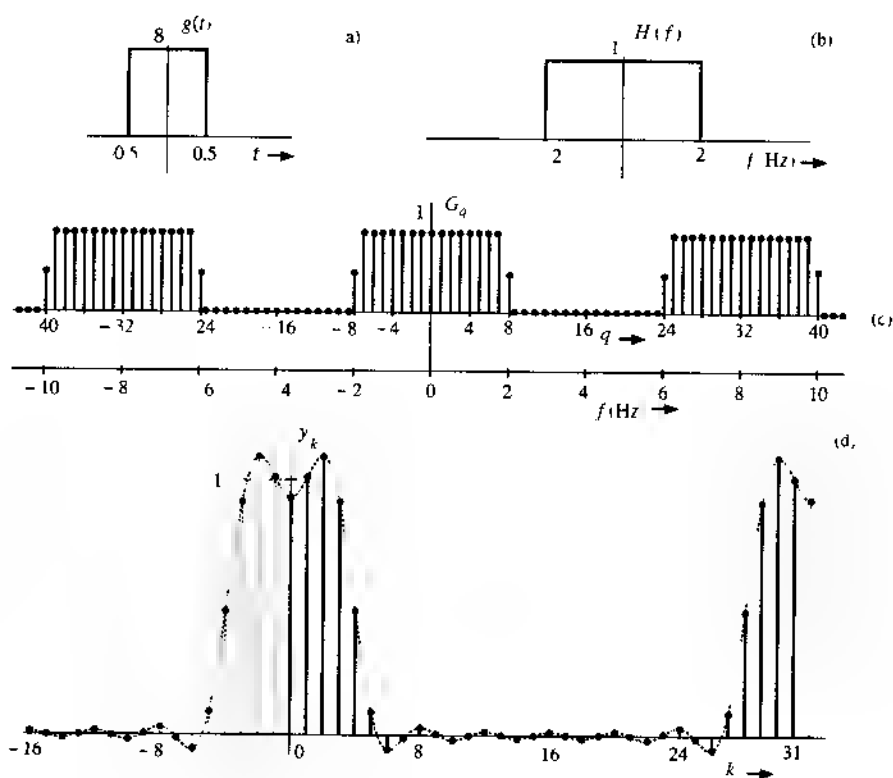 8 g(t) a)
0.5 0.5 t
1 H(f) (b)
2 2 f(Hz)
1 G_q
40 -32 24 -16 -8 -4 4 8 16 24 32 40
q (c)
-10 -8 6 4 -2 0 2 4 6 8 10
f(Hz
y_k (d,
1
-16 -8 0 8 16 24 31
k